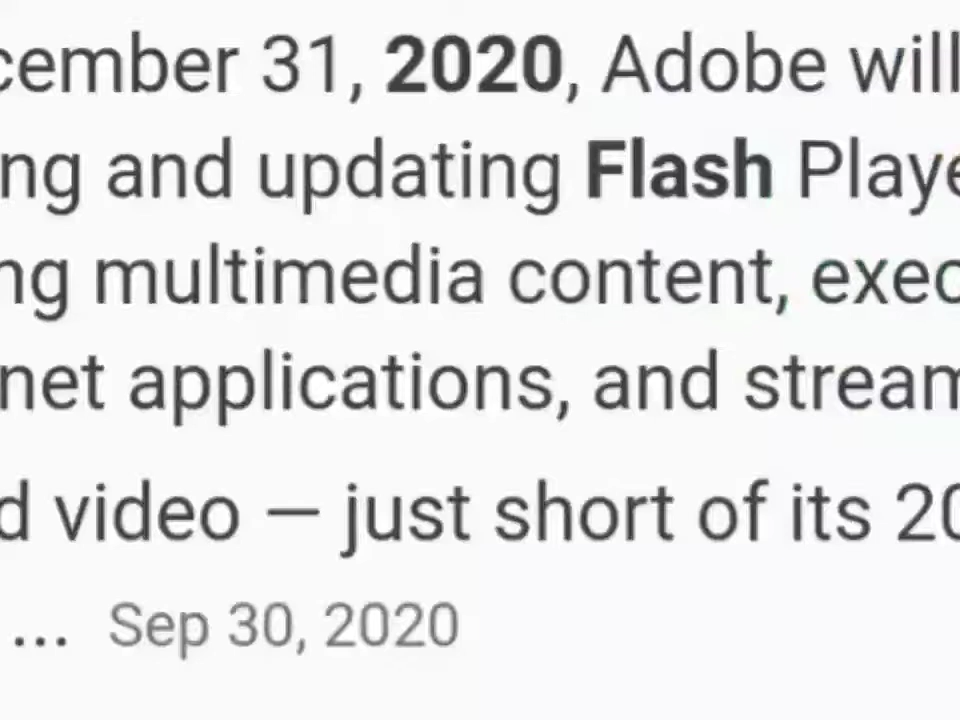 cember 31, 2020, Adobe will
ng and updating Flash Playe
ng multimedia content, exec
net applications, and stream
d video — just short of its 20
... Sep 30, 2020